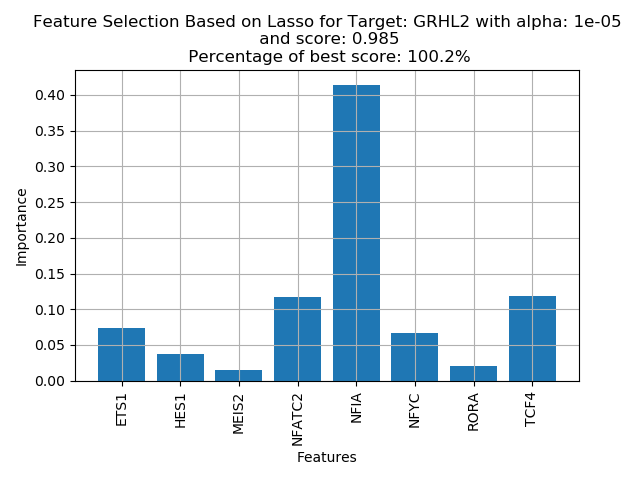 Feature Selection Based on Lasso for Target: GRHL2 with alpha: 1e-05
and score: 0.985
Percentage of best score: 100.2%
0.40
0.35
0.30
0.25
0.20
0.15
0.10
0.05
0.00
Importance
ETS1
HES1
MEIS2
NFATC2
NFIA
NFYC
RORA
TCF4
Features